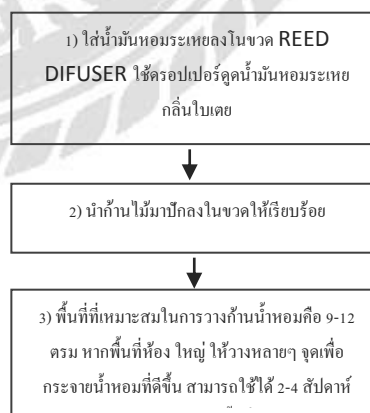 1) ใส่น้ำมันหอมระเหยลงในขวด REED
DIFUSER ใช้ดรอปเปอร์ดูดน้ำมันหอมระเหย
กลิ่นใบเตย
2) นำก้านไม้มาปักลงในขวดให้เรียบร้อย
3) พื้นที่ที่เหมาะสมในการวางก้านน้ำหอมคือ 9-12
ตรม หากพื้นที่ห้อง ใหญ่ ให้วางหลายๆ จุดเพื่อ
กระจายน้ำหอมที่ดีขึ้น สามารถใช้ได้ 2-4 สัปดาห์